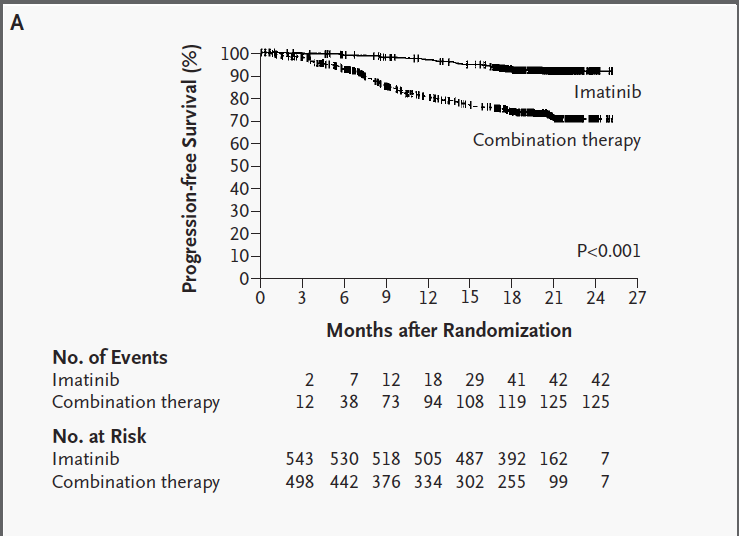 A
Progression-free Survival (%)
100
90
80
70
60
50
40
30
20
10
0
Imatinib
Combination therapy
P<0.001
0 3 6 9 12 15 18 21 24 27
Months after Randomization
No. of Events
Imatinib 2 7 12 18 29 41 42 42
Combination therapy 12 38 73 94 108 119 125 125
No. at Risk
Imatinib 543 530 518 505 487 392 162 7
Combination therapy 498 442 376 334 302 255 99 7